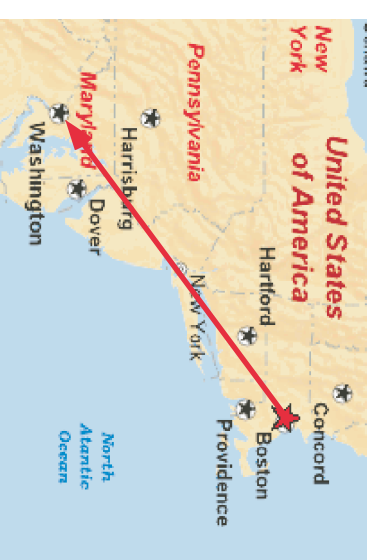 New
York
United States
of America
Pennsylvania
Maryland
Concord
Hartford
Boston
Providence
New York
Harrisburg
Dover
Washington
North
Atantic
Ocean